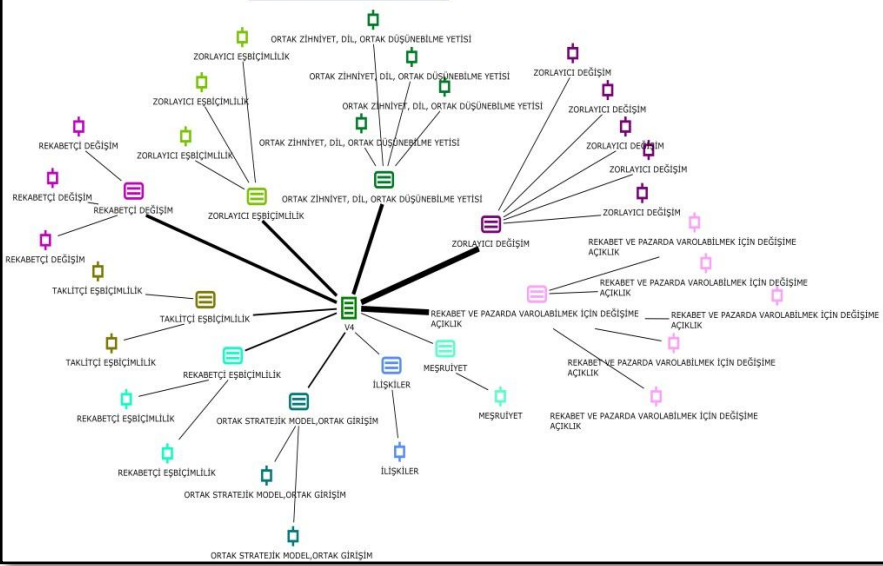 ORTAK ZİHNİYET, DİL, ORTAK DÜŞÜNEBİLME YETİSİ
ZORLAYICI EŞBİÇİMLİLİK
ZORLAYICI DEĞİŞİM
ORTAK ZİHNİYET, DİL, ORTAK DÜŞÜNEBİLME YETİSİ
ZORLAYICI EŞBİÇİMLİLİK
ORTAK ZİHNİYET, DİL, ORTAK DÜŞÜNEBİLME YETİSİ
ZORLAYICI DEĞİŞİM
REKABETÇİ DEĞİŞİM
ZORLAYICI EŞBİÇİMLİLİK
ORTAK ZİHNİYET, DİL, ORTAK DÜŞÜNEBİLME YETİSİ
ZORLAYICI DEĞİŞİM
ZORLAYICI DEĞİŞİM
REKABETÇİ DEĞİŞİM
REKABETÇİ DEĞİŞİM
ZORLAYICI EŞBİÇİMLİLİK
ORTAK ZİHNİYET, DİL, ORTAK DÜŞÜNEBİLME YETİSİ
ZORLAYICI DEĞİŞİM
ZORLAYICI DEĞİŞİM
REKABETÇİ DEĞİŞİM
REKABET VE PAZARDA VAROLABİLMEK İÇİN DEĞİŞİME
AÇIKLIK
TAKLİTÇİ EŞBİÇİMLİLİK
REKABET VE PAZARDA VAROLABİLMEK İÇİN DEĞİŞİME
AÇIKLIK
TAKLİTÇİ EŞBİÇİMLİLİK
V4
REKABET VE PAZARDA VAROLABİLMEK İÇİN DEĞİŞİME
AÇIKLIK
REKABET VE PAZARDA VAROLABİLMEK İÇİN DEĞİŞİME
AÇIKLIK
TAKLİTÇİ EŞBİÇİMLİLİK
REKABETÇİ EŞBİÇİMLİLİK
İLİŞKİLER
MEŞRUİYET
REKABET VE PAZARDA VAROLABİLMEK İÇİN DEĞİŞİME
AÇIKLIK
REKABETÇİ EŞBİÇİMLİLİK
ORTAK STRATEJİK MODEL,ORTAK GİRİŞİM
MEŞRUİYET
REKABET VE PAZARDA VAROLABİLMEK İÇİN DEĞİŞİME
AÇIKLIK
REKABETÇİ EŞBİÇİMLİLİK
İLİŞKİLER
ORTAK STRATEJİK MODEL,ORTAK GİRİŞİM
ORTAK STRATEJİK MODEL,ORTAK GİRİŞİM